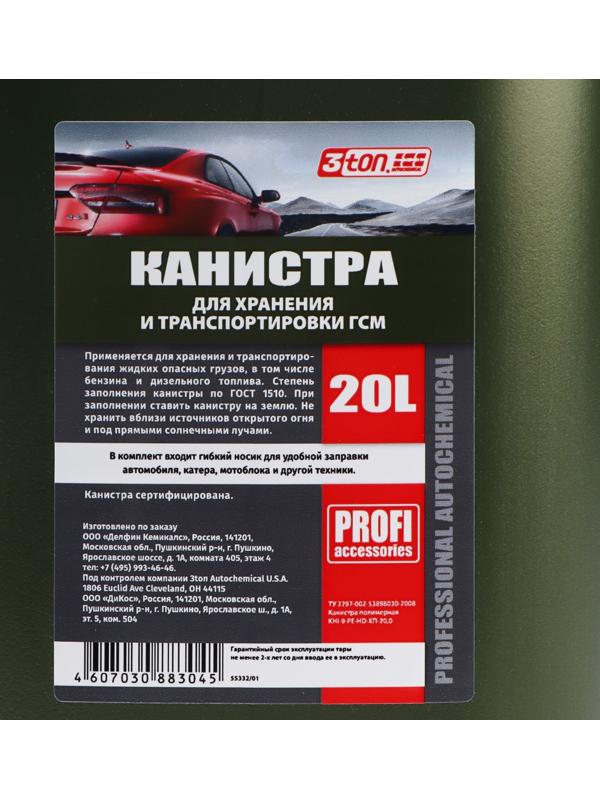 3ton.
AUTOCHEMICAL
КАНИСТРА
ДЛЯ ХРАНЕНИЯ
И ТРАНСПОРТИРОВКИ ГСМ
Применяется для хранения и транспортиро-
вания жидких опасных грузов, в том числе
бензина и дизельного топлива. Степень
заполнения канистры по ГОСТ 1510. При
заполнении ставить канистру на землю. Не
хранить вблизи источников открытого огня
и под прямыми солнечными лучами.
20L
В комплект входит гибкий носик для удобной заправки
автомобиля, катера, мотоблока и другой техники.
Канистра сертифицирована.
Изготовлено по заказу
ООО «Делфин Кемикалс», Россия, 141201,
Московская обл., Пушкинский р-н, г. Пушкино,
Ярославское шоссе, д. 1А, комната 405, этаж 4
тел: +7 (495) 993-46-46.
Под контролем компании 3ton Autochemical U.S.A.
1806 Euclid Ave Cleveland, OH 44115
ООО «ДиКос», Россия, 141201, Московская обл.,
Пушкинский р-н, г. Пушкино, Ярославское ш., д. 1А,
эт. 5, ком. 504
PROFI
accessories
ТУ 2297-002-53898030-2008
Канистра полимерная
КНІ-9-РЕ-HD-ХП-20,0
PROFESSIONAL AUTOCHEMICAL
Гарантийный срок эксплуатации тары
не менее 2-х лет со дня ввода ее в эксплуатацию.
4 607030 883045
55332/01